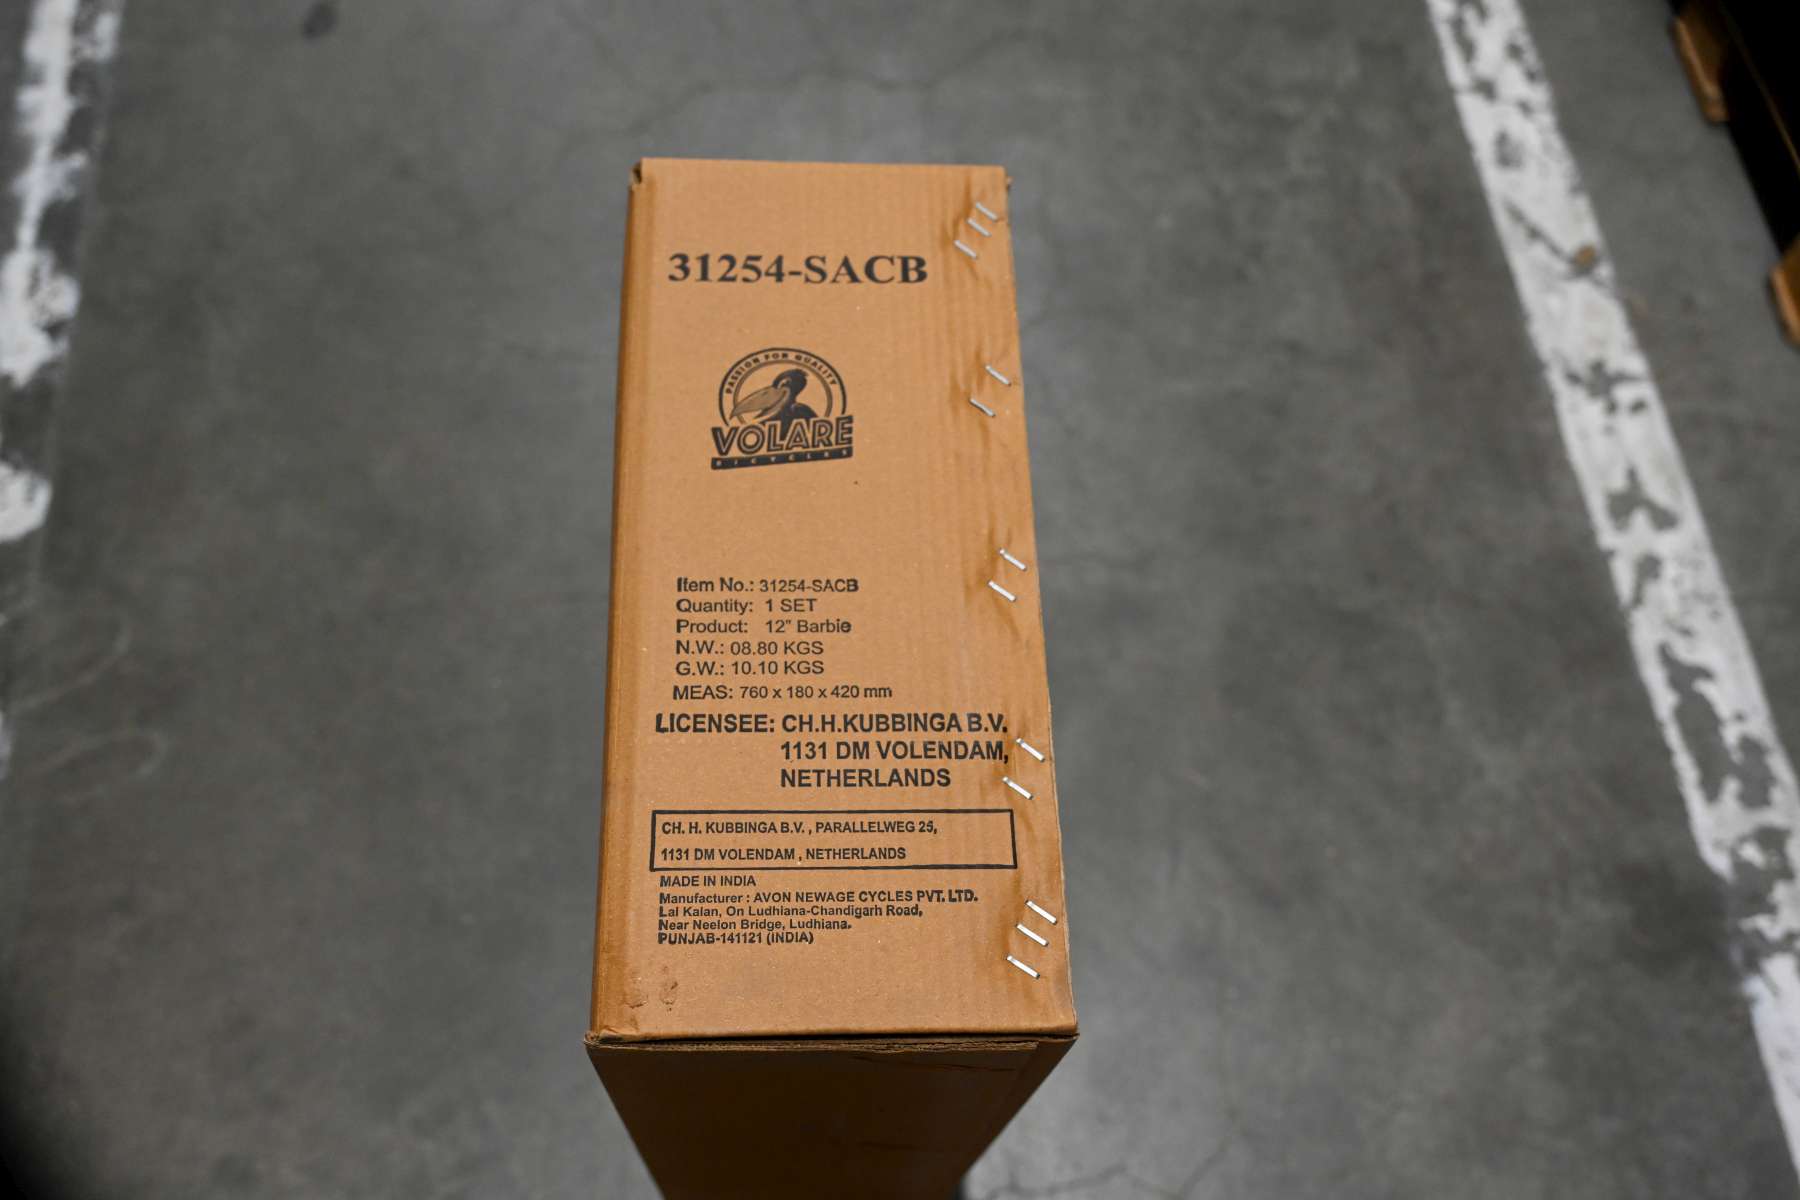 31254-SACB
PASSION FOR QUALITY
VOLARE
BICYCLES
Item No.: 31254-SACB
Quantity: 1 SET
Product: 12" Barbie
N.W.: 08.80 KGS
G.W.: 10.10 KGS
MEAS: 760 x 180 x 420 mm
LICENSEE: CH.H.KUBBINGA B.V.
1131 DM VOLENDAM,
NETHERLANDS
CH. H. KUBBINGA B.V. , PARALLELWEG 25,
1131 DM VOLENDAM , NETHERLANDS
MADE IN INDIA
Manufacturer : AVON NEWAGE CYCLES PVT. LTD.
Lal Kalan, On Ludhiana-Chandigarh Road,
Near Neelon Bridge, Ludhiana.
PUNJAB-141121 (INDIA)